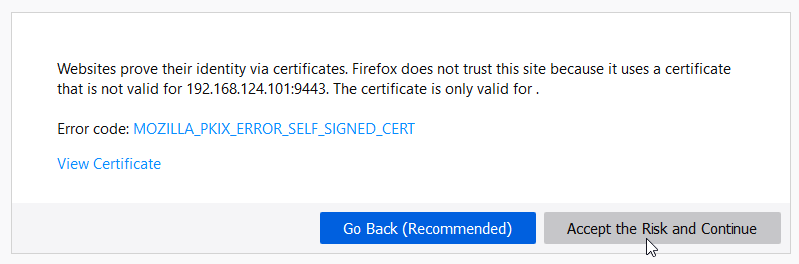 Websites prove their identity via certificates. Firefox does not trust this site because it uses a certificate
that is not valid for 192.168.124.101:9443. The certificate is only valid for .
Error code: MOZILLA_PKIX_ERROR_SELF_SIGNED_CERT
View Certificate
Go Back (Recommended) Accept the Risk and Continue